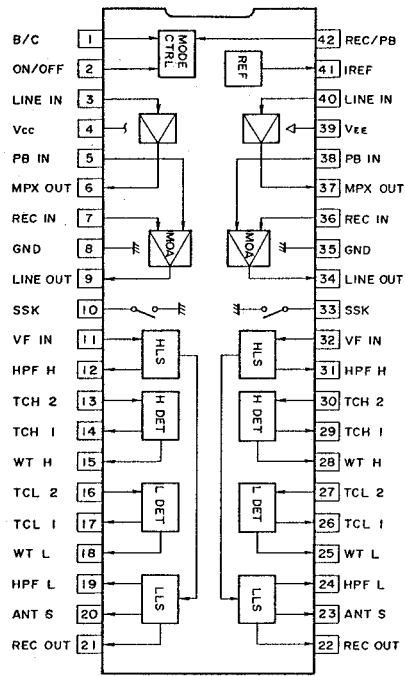 B/C 1 MODE CTRL 42 REC/PB
ON/OFF 2 REF 41 IREF
LINE IN 3 40 LINE IN
Vcc 4 39 VEE
PB IN 5 38 PB IN
MPX OUT 6 37 MPX OUT
REC IN 7 36 REC IN
GND 8 MOA MOA 35 GND
LINE OUT 9 34 LINE OUT
SSK 10 33 SSK
VF IN 11 32 VF IN
HPF H 12 HLS HLS 31 HPF H
TCH 2 13 30 TCH 2
TCH 1 14 H DET H DET 29 TCH 1
WT H 15 28 WT H
TCL 2 16 27 TCL 2
TCL 1 17 L DET L DET 26 TCL 1
WT L 18 25 WT L
HPF L 19 24 HPF L
ANT S 20 LLS LLS 23 ANT S
REC OUT 21 22 REC OUT